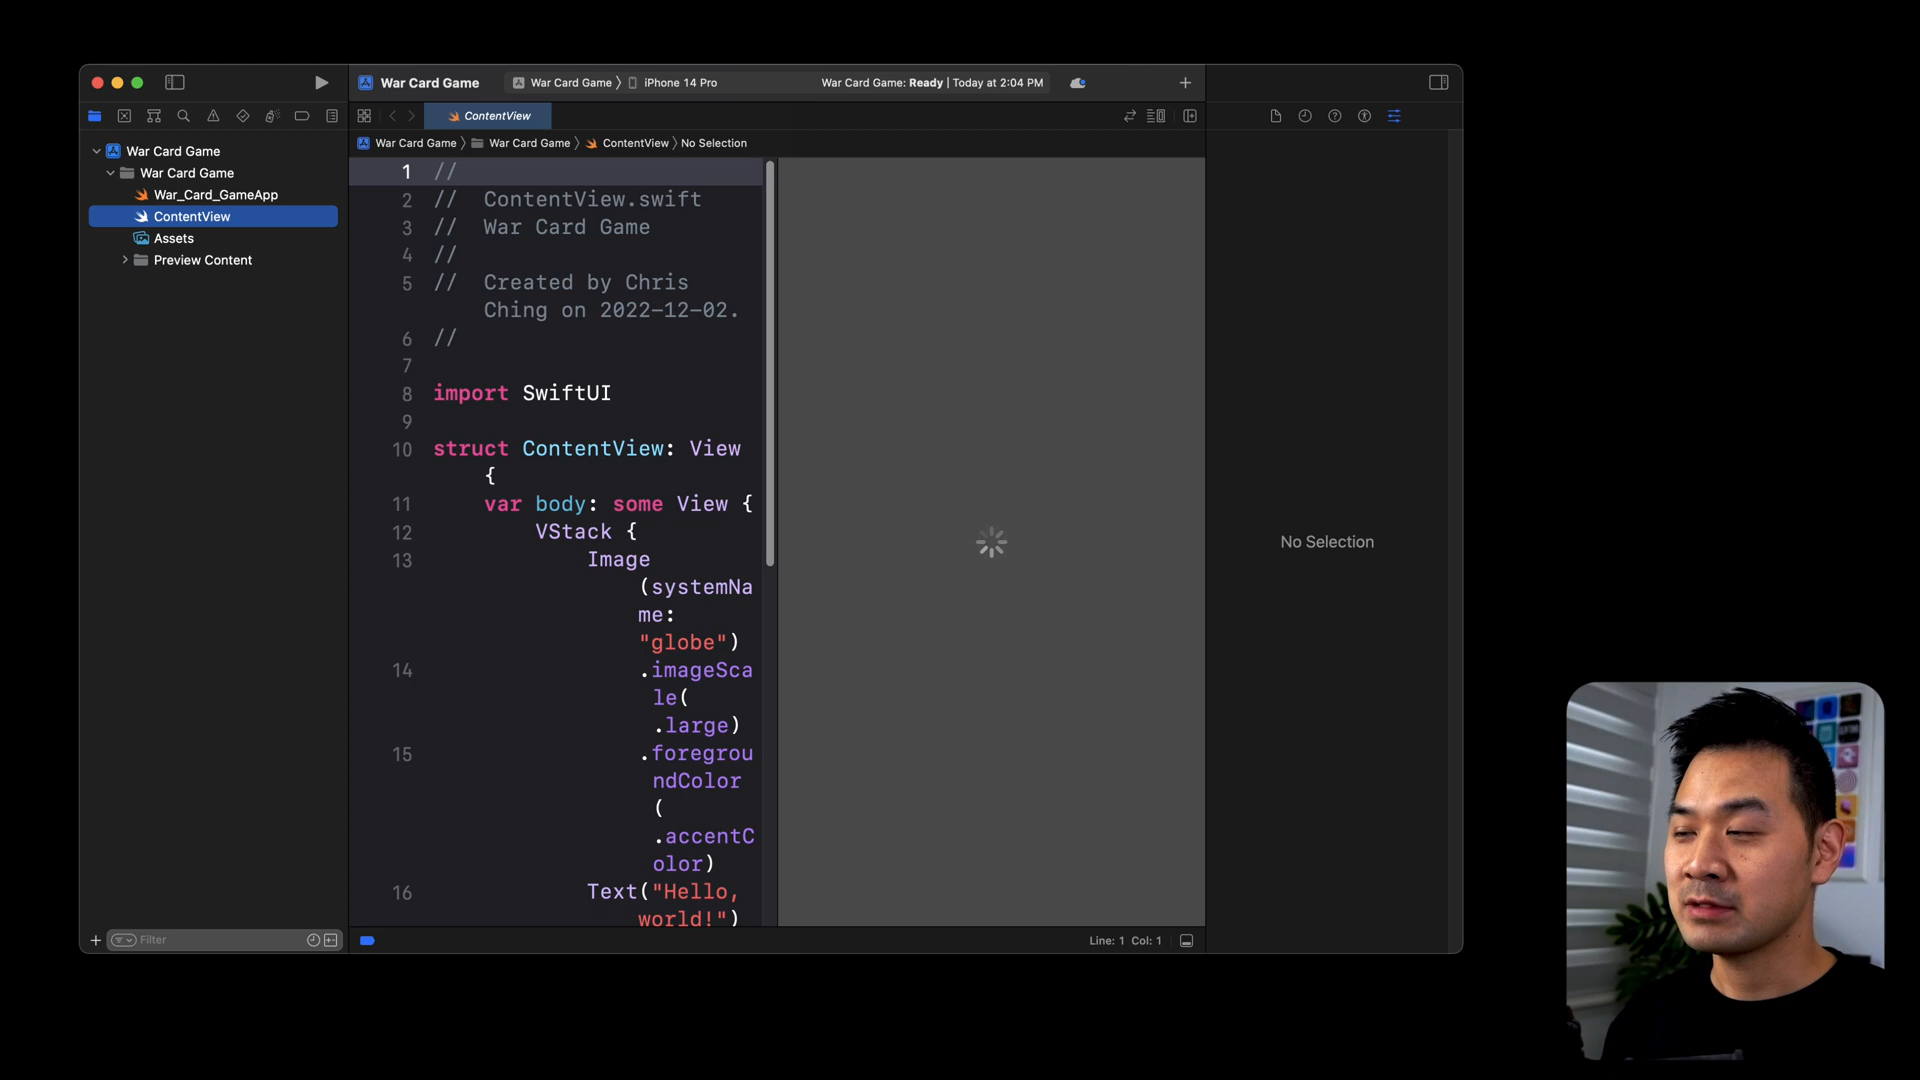 War Card Game
War Card Game
iPhone 14 Pro
War Card Game: Ready | Today at 2:04 PM
ContentView
War Card Game
War Card Game
ContentView
No Selection
War Card Game
War Card Game
War_Card_GameApp
ContentView
Assets
Preview Content
1 //
2 //  ContentView.swift
3 //  War Card Game
4 //
5 //  Created by Chris
Ching on 2022-12-02.
6 //
7
8 import SwiftUI
9
10 struct ContentView: View
{
11 var body: some View {
12 VStack {
13 Image
(systemNa
me:
"globe")
14 .imageSca
le(
.large)
15 .foregrou
ndColor
(
.accentC
olor)
16 Text("Hello,
world!")
No Selection
Filter
Line: 1 Col: 1